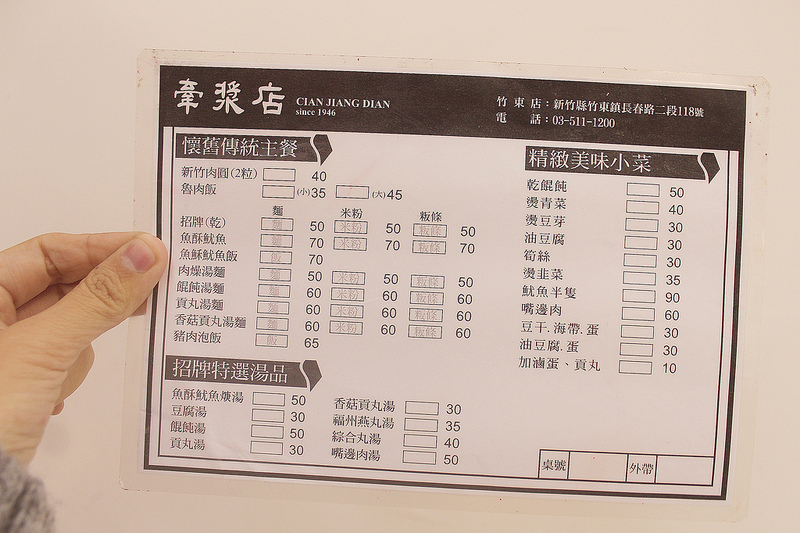 牽漿店 CIAN JIANG DIAN
since 1946
竹東店：新竹縣竹東鎮長春路二段118號
電 話：03-511-1200
懷舊傳統主餐
新竹肉圓(2粒) 40
魯肉飯 (小)35 (大)45
麵 米粉 粄條
招牌(乾) 麵 50 米粉 50 粄條 50
魚酥魷魚 麵 70 米粉 70 粄條 70
魚酥魷魚飯 飯 70
肉燥湯麵 麵 50 米粉 50 粄條 50
餛飩湯麵 麵 60 米粉 60 粄條 60
貢丸湯麵 麵 60 米粉 60 粄條 60
香菇貢丸湯麵 麵 60 米粉 60 粄條 60
豬肉泡飯 飯 65
招牌特選湯品
魚酥魷魚焿湯 50
豆腐湯 30
餛飩湯 50
貢丸湯 30
香菇貢丸湯 30
福州燕丸湯 35
綜合丸湯 40
嘴邊肉湯 50
精緻美味小菜
乾餛飩 50
燙青菜 40
燙豆芽 30
油豆腐 30
筍絲 30
燙韭菜 35
魷魚半隻 90
嘴邊肉 60
豆干.海帶.蛋 30
油豆腐.蛋 30
加滷蛋、貢丸 10
桌號 外帶